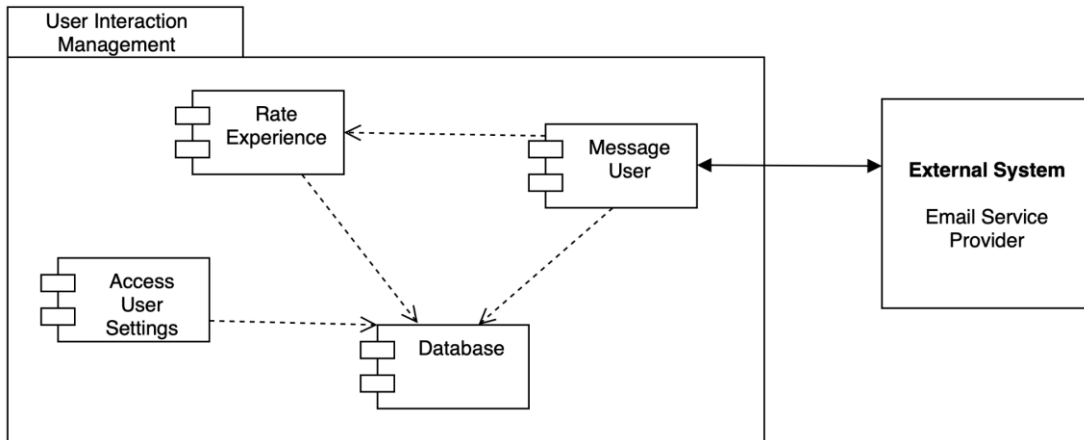 User Interaction
Management
Rate
Experience
Message
User
External System
Email Service
Provider
Access
User
Settings
Database